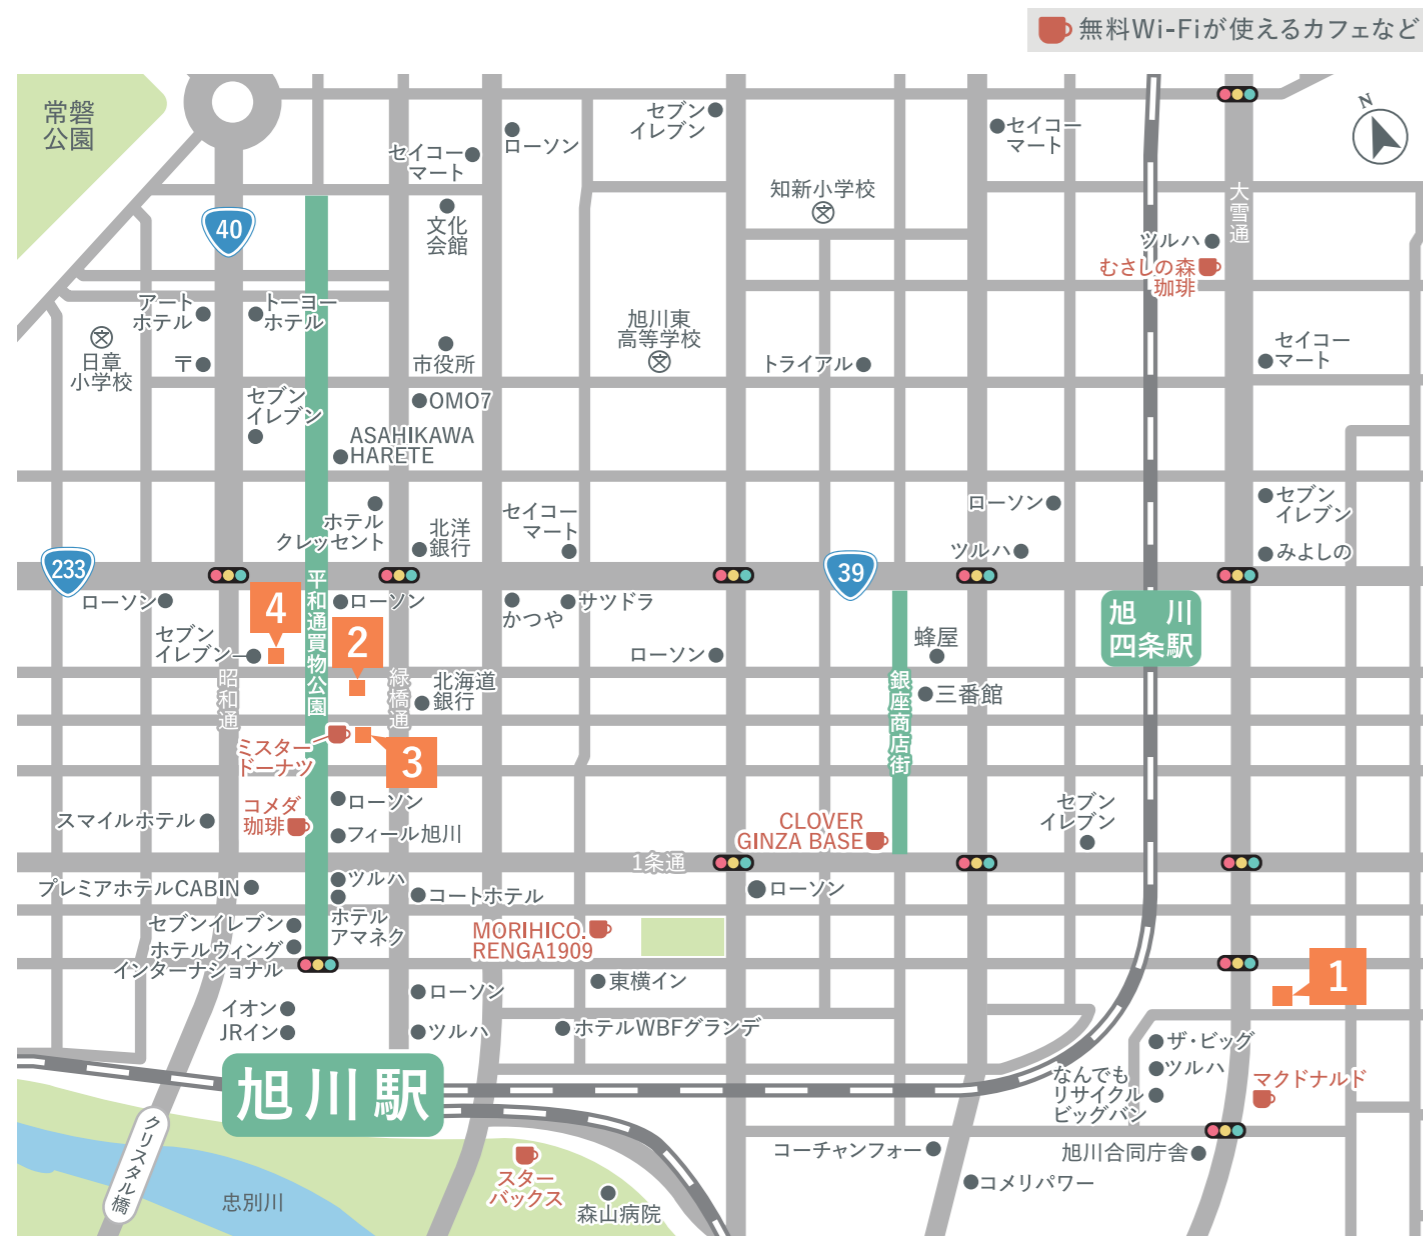 無料Wi-Fiが使えるカフェなど
常磐
公園
N
セブン
イレブン
ローソン
セイコー
マート
セイコー
マート
知新小学校
文
大雪通
40
文化
会館
ツルハ
むさしの森
珈琲
アート
ホテル
トーヨー
ホテル
文
日章
小学校
〒
市役所
旭川東
高等学校
文
トライアル
セイコー
マート
セブン
イレブン
OMO7
ASAHIKAWA
HARETE
ホテル
クレッセント
北洋
銀行
セイコー
マート
ローソン
ツルハ
セブン
イレブン
みよしの
233
39
平和通買物公園
ローソン
4
ローソン
かつや
サツドラ
旭 川
四条駅
セブン
イレブン
2
ローソン
蜂屋
昭和通
緑橋通
北海道
銀行
銀座商店街
三番館
ミスター
ドーナツ
3
コメダ
珈琲
ローソン
スマイルホテル
フィール旭川
CLOVER
GINZA BASE
セブン
イレブン
1条通
プレミアホテルCABIN
ツルハ
コートホテル
ローソン
セブンイレブン
ホテル
アマネク
ホテルウィング
インターナショナル
MORIHICO.
RENGA1909
東横イン
1
イオン
JRイン
ローソン
ツルハ
ホテルWBFグランデ
ザ・ビッグ
ツルハ
なんでも
リサイクル
ビッグバン
マクドナルド
旭川駅
クリスタル橋
忠別川
スター
バックス
森山病院
コーチャンフォー
コメリパワー
旭川合同庁舎